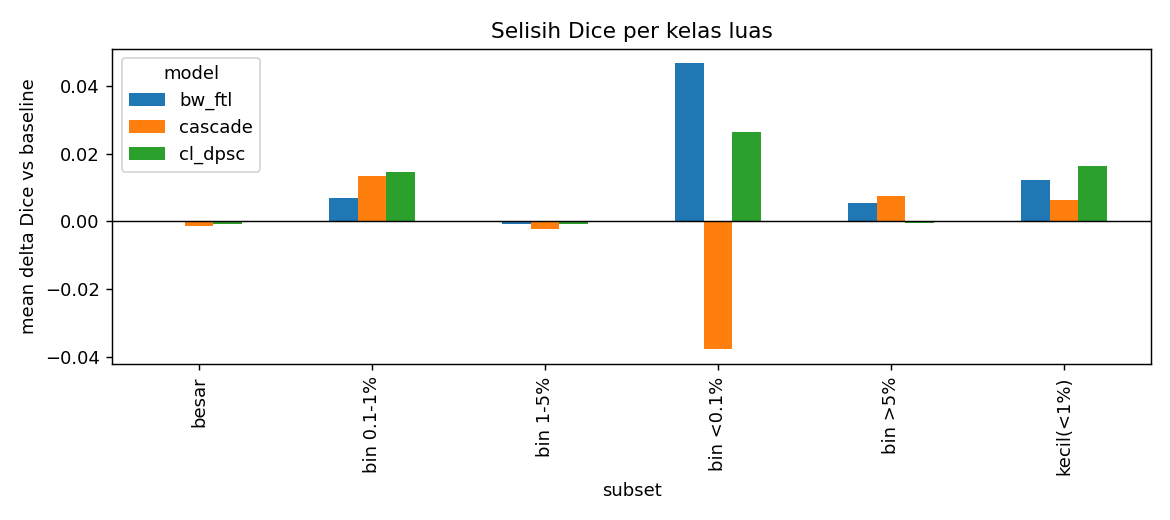 Selisih Dice per kelas luas
mean delta Dice vs baseline
0.04
0.02
0.00
−0.02
−0.04
model
bw_ftl
cascade
cl_dpsc
besar
bin 0.1-1%
bin 1-5%
bin <0.1%
bin >5%
kecil(<1%)
subset